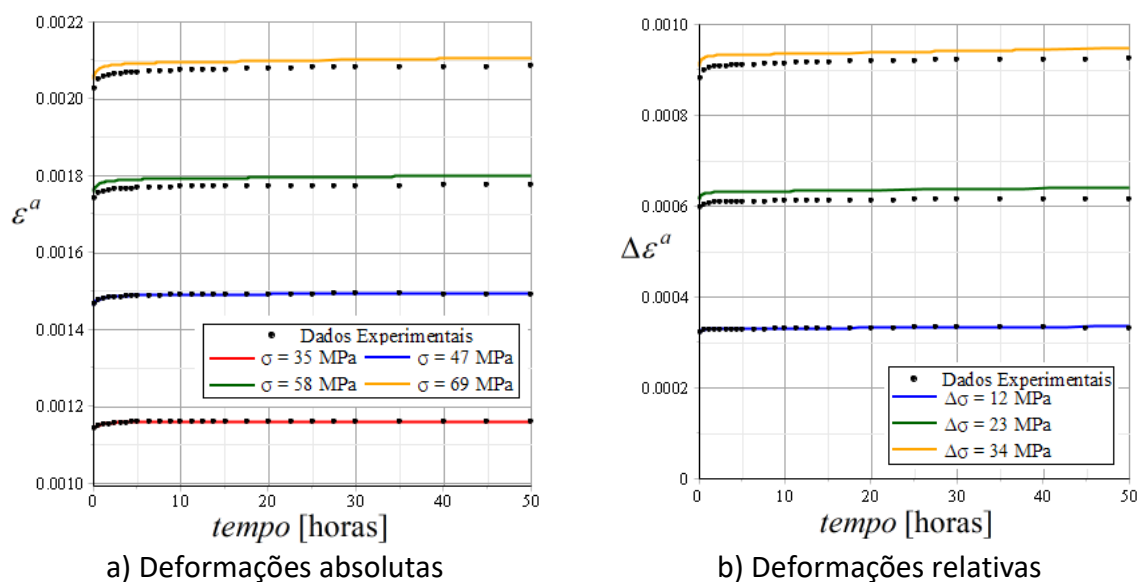 0.0022
0.0020
0.0018
0.0016
0.0014
0.0012
0.0010
εᵃ
0 10 20 30 40 50
tempo [horas]
Dados Experimentais
σ = 35 MPa σ = 47 MPa
σ = 58 MPa σ = 69 MPa
a) Deformações absolutas
0.0010
0.0008
0.0006
0.0004
0.0002
0
Δεᵃ
0 10 20 30 40 50
tempo [horas]
Dados Experimentais
Δσ = 12 MPa
Δσ = 23 MPa
Δσ = 34 MPa
b) Deformações relativas